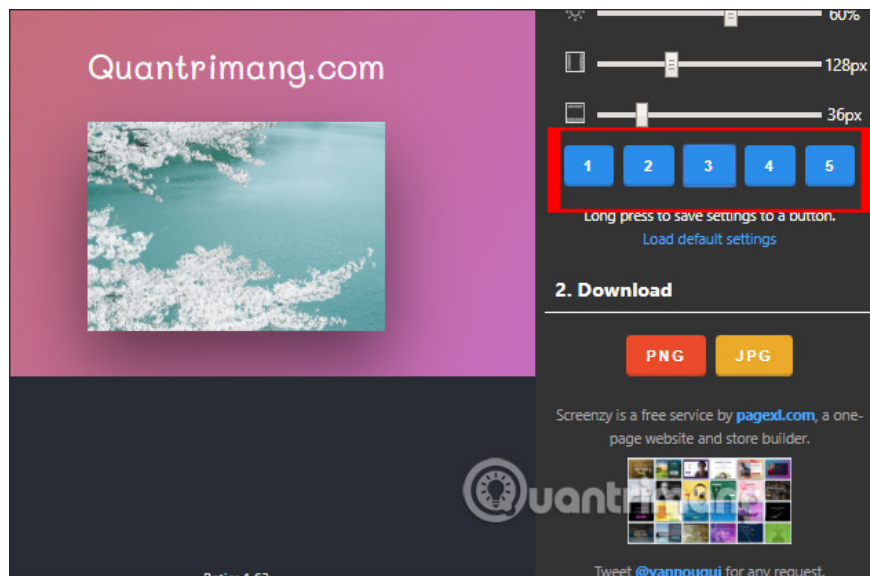 Quantrimang.com
60%
128px
36px
1 2 3 4 5
Long press to save settings to a button.
Load default settings
2. Download
PNG JPG
Screenzy is a free service by pagexl.com, a one-
page website and store builder.
Quantrimang
Tweet @vannouqui for any request.